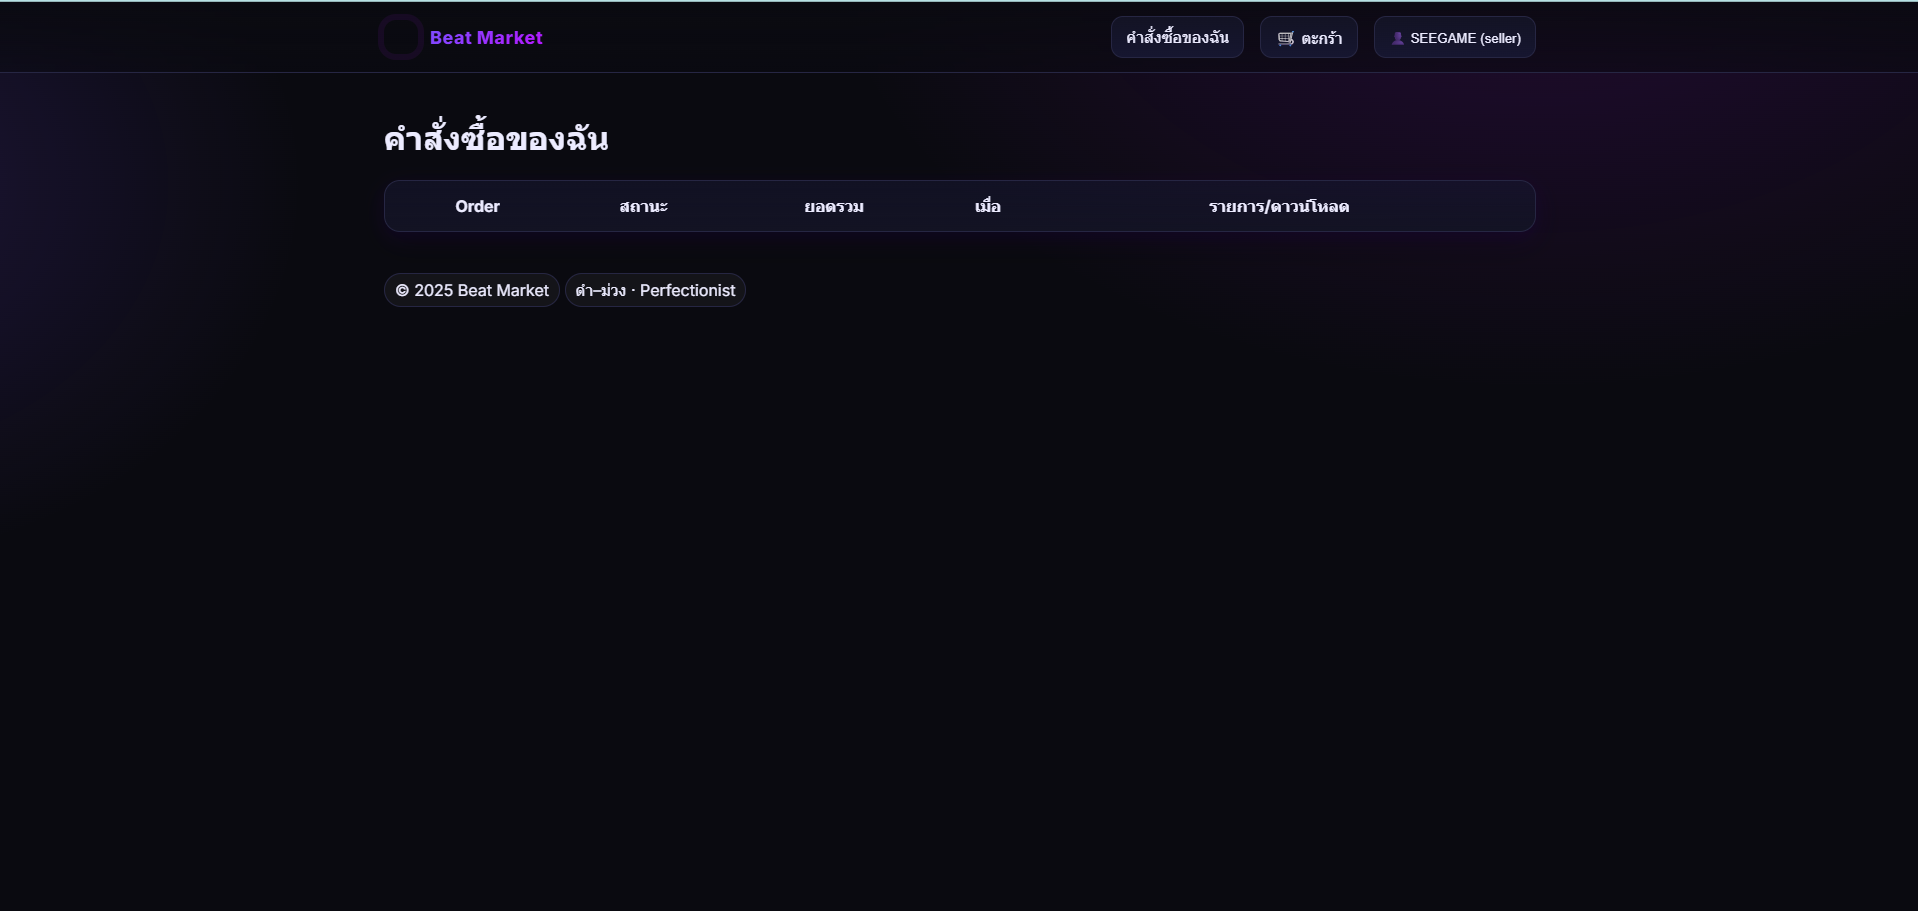 Beat Market
คำสั่งซื้อของฉัน
🛒 ตะกร้า
👤 SEEGAME (seller)
คำสั่งซื้อของฉัน
Order สถานะ ยอดรวม เมื่อ รายการ/ดาวน์โหลด
© 2025 Beat Market
ดำ–ม่วง · Perfectionist